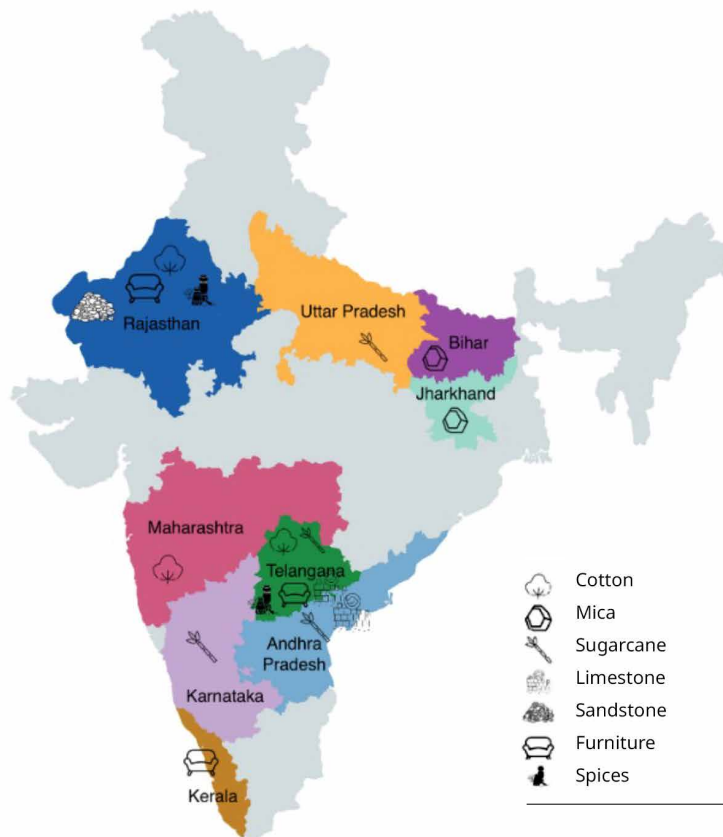 Rajasthan
Uttar Pradesh
Bihar
Jharkhand
Maharashtra
Telangana
Andhra
Pradesh
Karnataka
Kerala
Cotton
Mica
Sugarcane
Limestone
Sandstone
Furniture
Spices